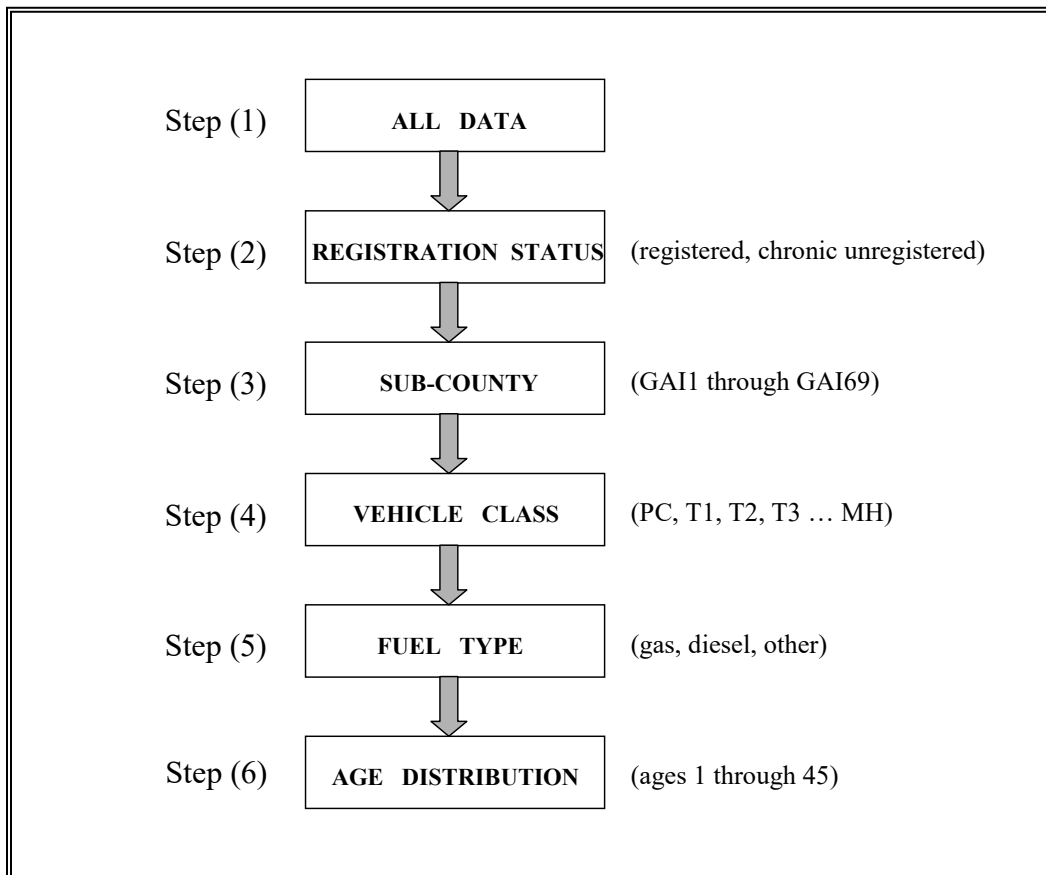 Step (1) ALL DATA
Step (2) REGISTRATION STATUS (registered, chronic unregistered)
Step (3) SUB-COUNTY (GAI1 through GAI69)
Step (4) VEHICLE CLASS (PC, T1, T2, T3 … MH)
Step (5) FUEL TYPE (gas, diesel, other)
Step (6) AGE DISTRIBUTION (ages 1 through 45)